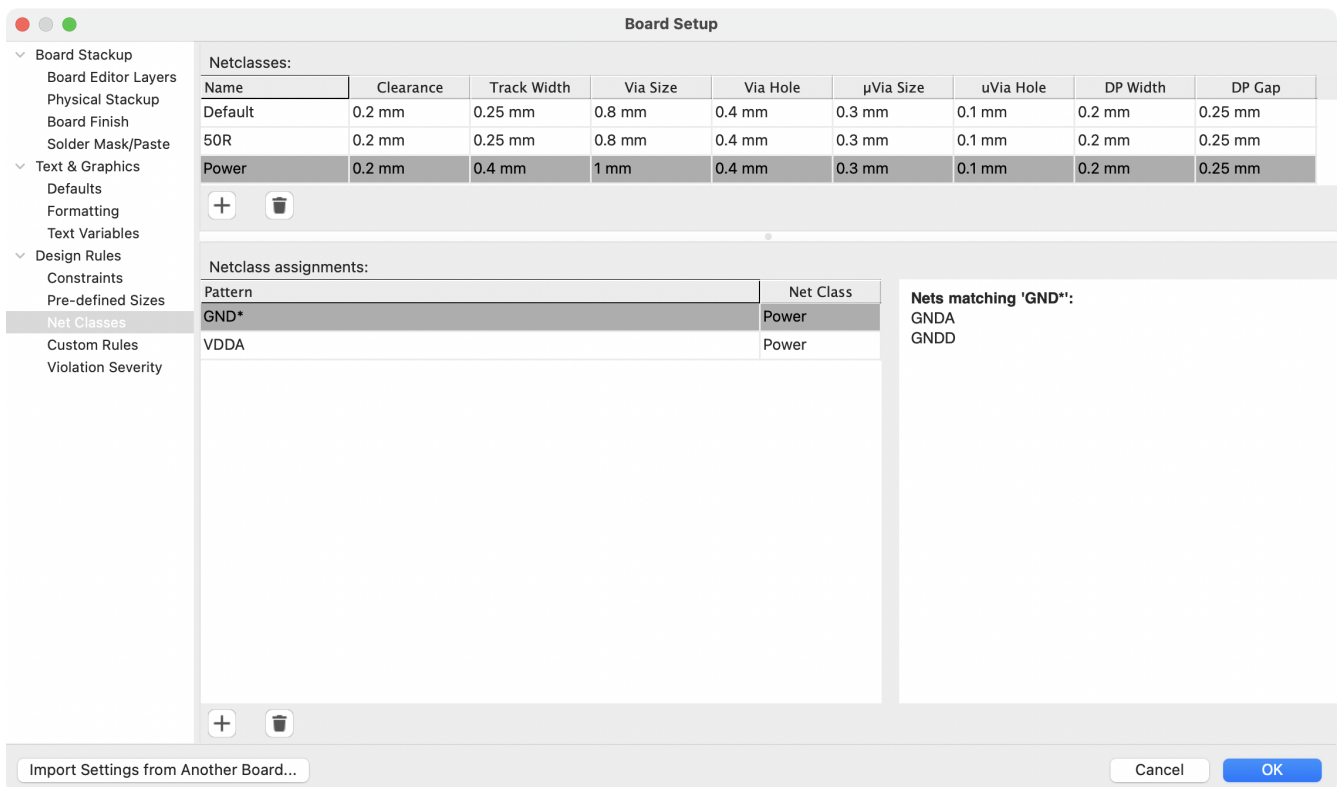 Board Setup
Board Stackup
Board Editor Layers
Physical Stackup
Board Finish
Solder Mask/Paste
Text & Graphics
Defaults
Formatting
Text Variables
Design Rules
Constraints
Pre-defined Sizes
Net Classes
Custom Rules
Violation Severity
Netclasses:
Name Clearance Track Width Via Size Via Hole µVia Size uVia Hole DP Width DP Gap
Default 0.2 mm 0.25 mm 0.8 mm 0.4 mm 0.3 mm 0.1 mm 0.2 mm 0.25 mm
50R 0.2 mm 0.25 mm 0.8 mm 0.4 mm 0.3 mm 0.1 mm 0.2 mm 0.25 mm
Power 0.2 mm 0.4 mm 1 mm 0.4 mm 0.3 mm 0.1 mm 0.2 mm 0.25 mm
Netclass assignments:
Pattern Net Class
GND* Power
VDDA Power
Nets matching 'GND*':
GNDA
GNDD
Import Settings from Another Board... Cancel OK